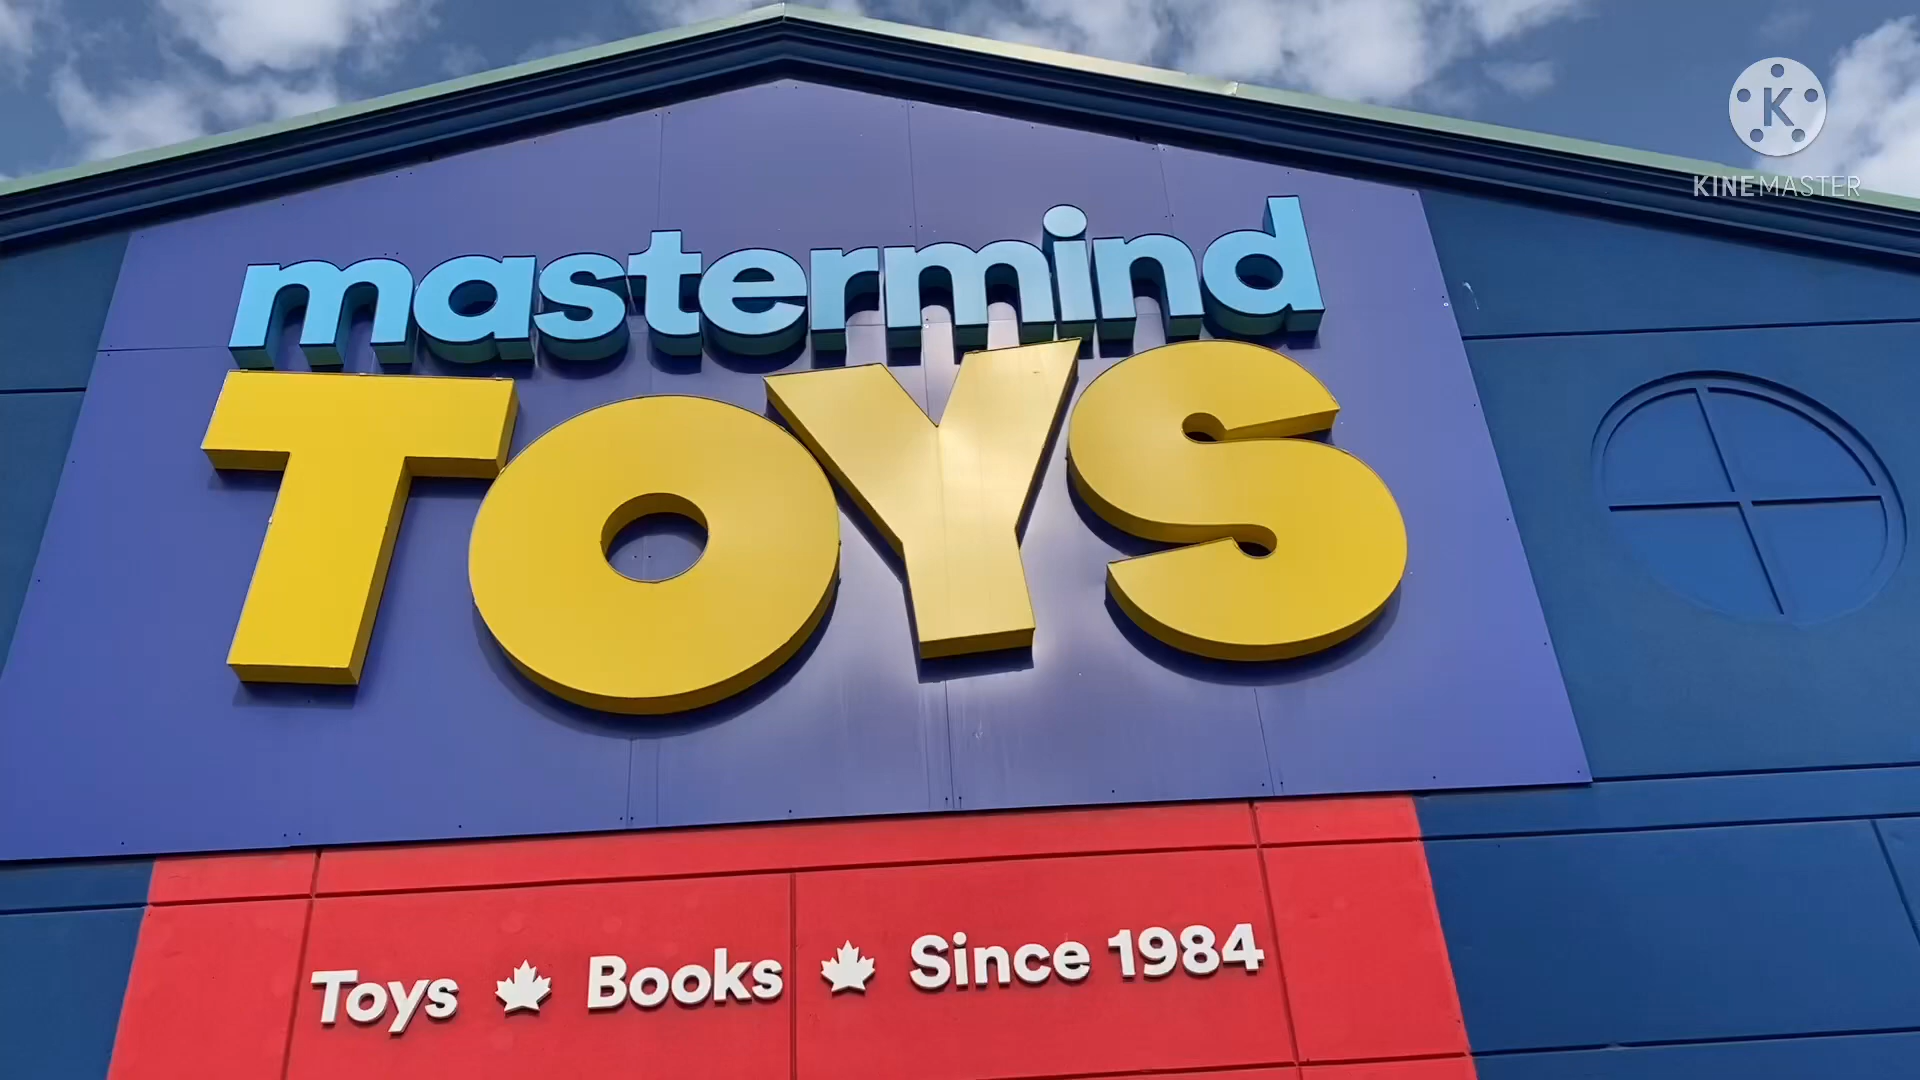 K
KINEMASTER
mastermind
TOYS
Toys Books Since 1984